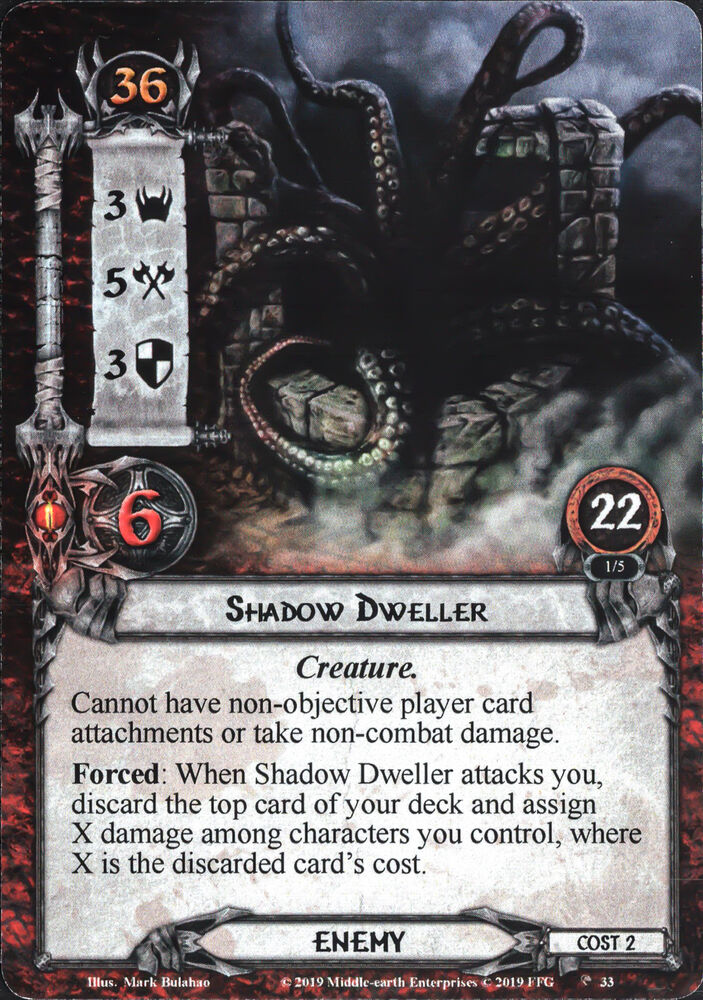 36
3
5
3
6
22
1/5
SHADOW DWELLER
Creature.
Cannot have non-objective player card
attachments or take non-combat damage.
Forced: When Shadow Dweller attacks you,
discard the top card of your deck and assign
X damage among characters you control, where
X is the discarded card's cost.
ENEMY
COST 2
Illus. Mark Bulahao
© 2019 Middle-earth Enterprises © 2019 FFG
33